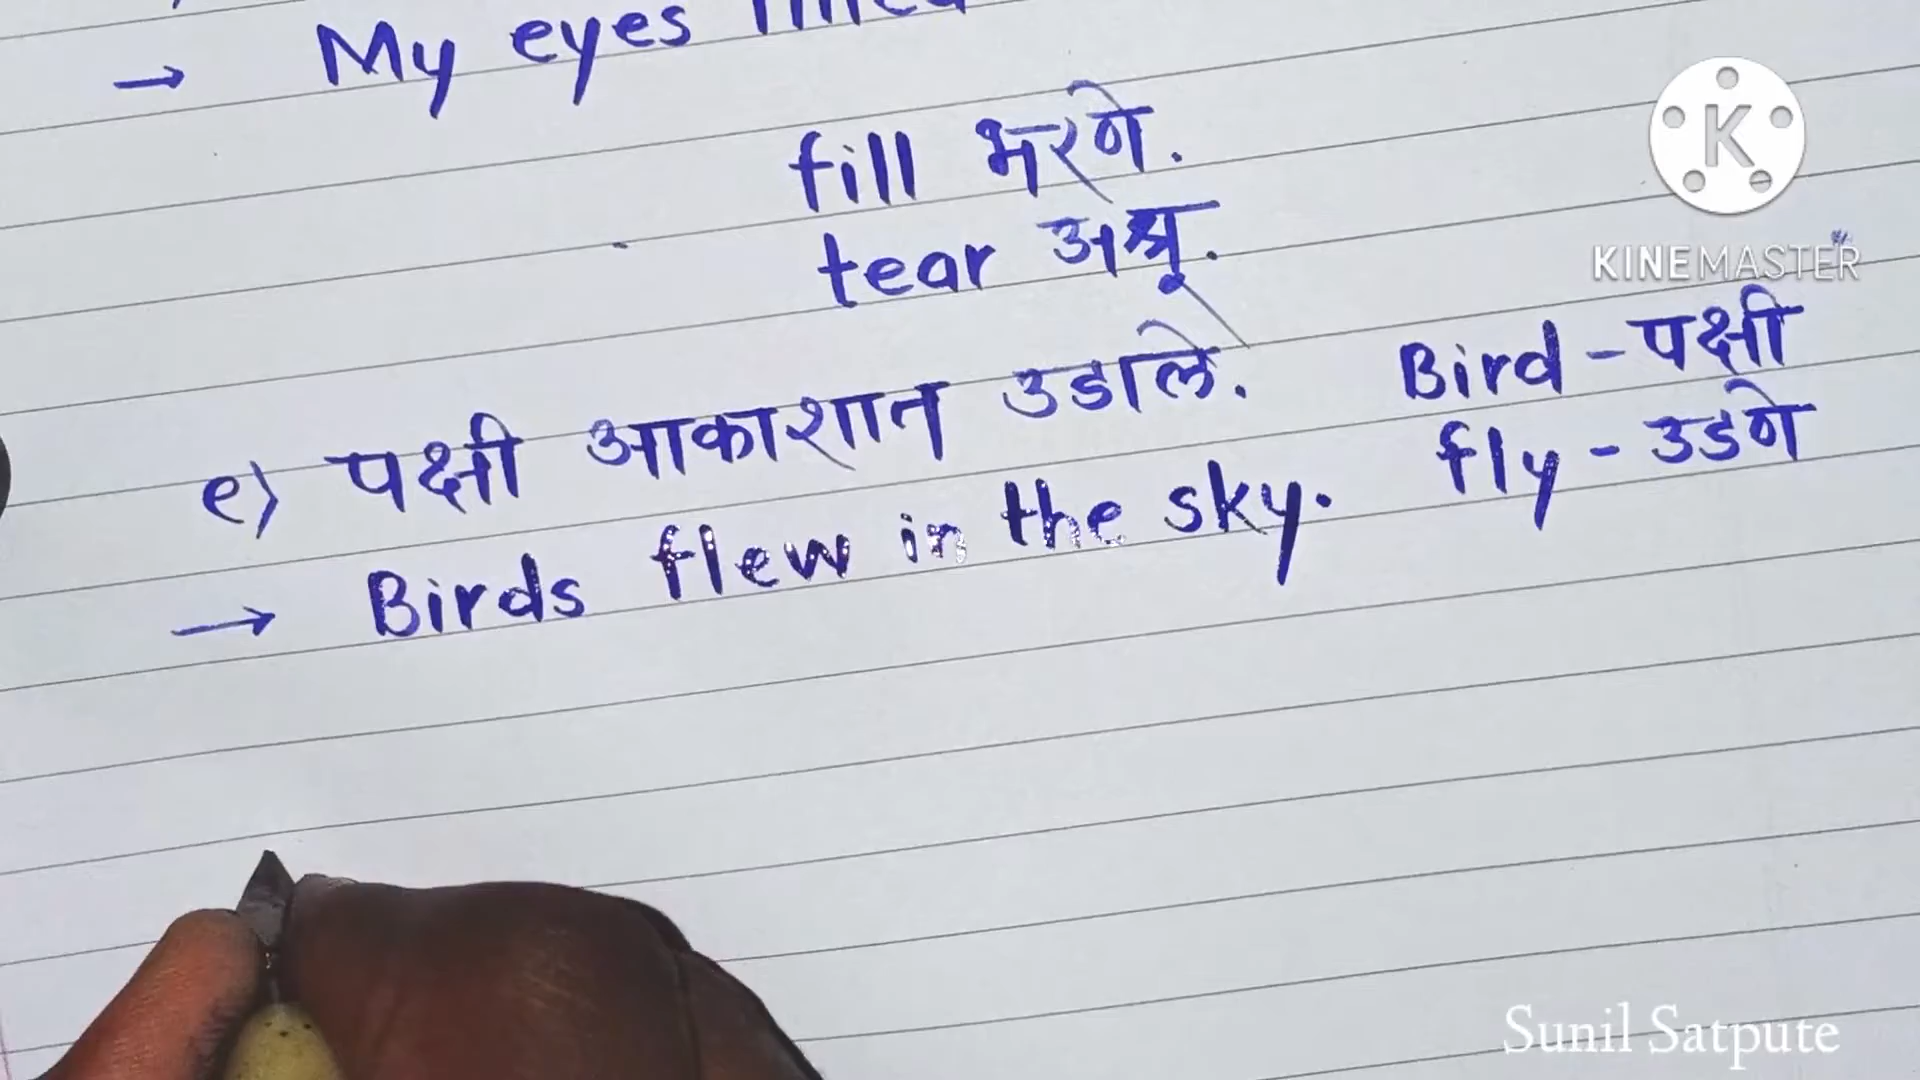 → My eyes filled
fill भरणे.
tear अश्रू.
e) पक्षी आकाशात उडाले. Bird - पक्षी
→ Birds flew in the sky. fly - उडणे
KINEMASTER
Sunil Satpute